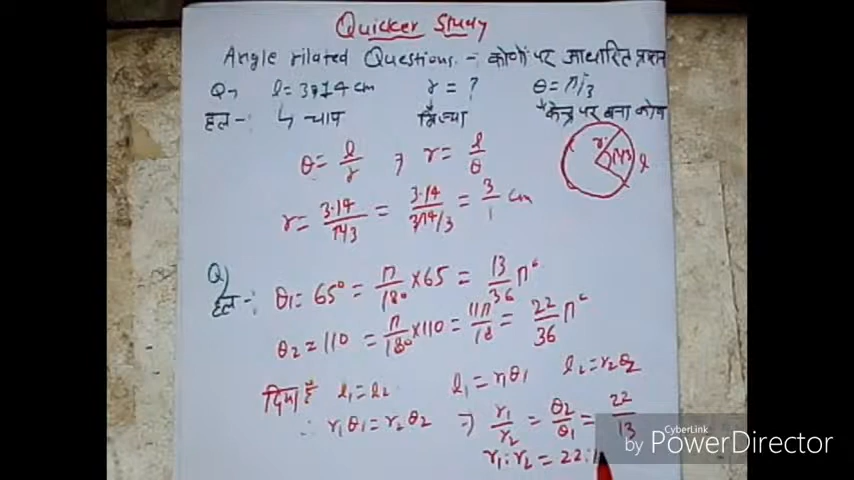 Quicker Study
Angle rilated Questions - कोणों पर आधारित प्रश्न
Q→ l = 3.14 cm r = ? θ = π/3
हल-: ↳ चाप त्रिज्या केन्द्र पर बना कोण
θ = l/r ⇒ r = l/θ
r π/3 l
r = 3.14/π/3 = 3.14/3.14/3 = 3/1 cm
Q)
हल-: θ1 = 65° = π/180 × 65 = 13/36 π^c
θ2 = 110 = π/180 × 110 = 11π/18 = 22/36 π^c
दिया है l1 = l2 l1 = r1θ1 l2 = r2θ2
∴ r1θ1 = r2θ2 ⇒ r1/r2 = θ2/θ1 = 22/13
r1 : r2 = 22 :
CyberLink
by PowerDirector